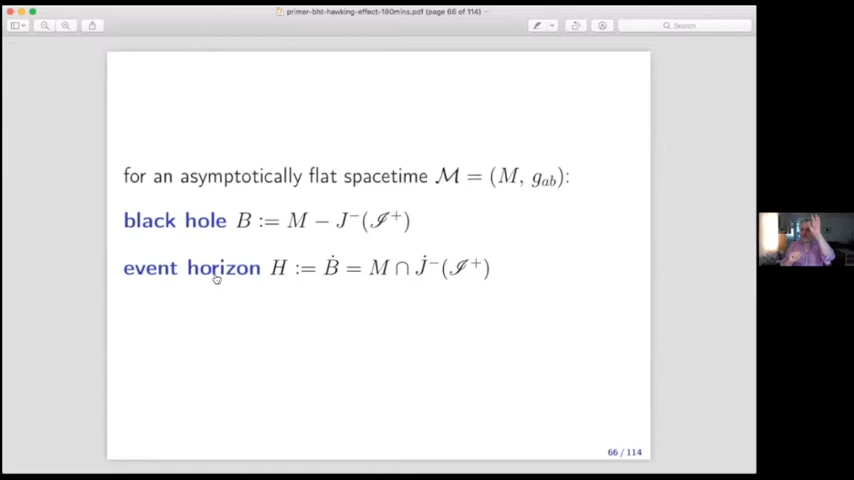 primer-bht-hawking-effect-180mins.pdf (page 66 of 114)
Search
for an asymptotically flat spacetime ℳ = (M, g_ab):
black hole B := M − J⁻(ℐ⁺)
event horizon H := Ḃ = M ∩ J̇⁻(ℐ⁺)
66 / 114